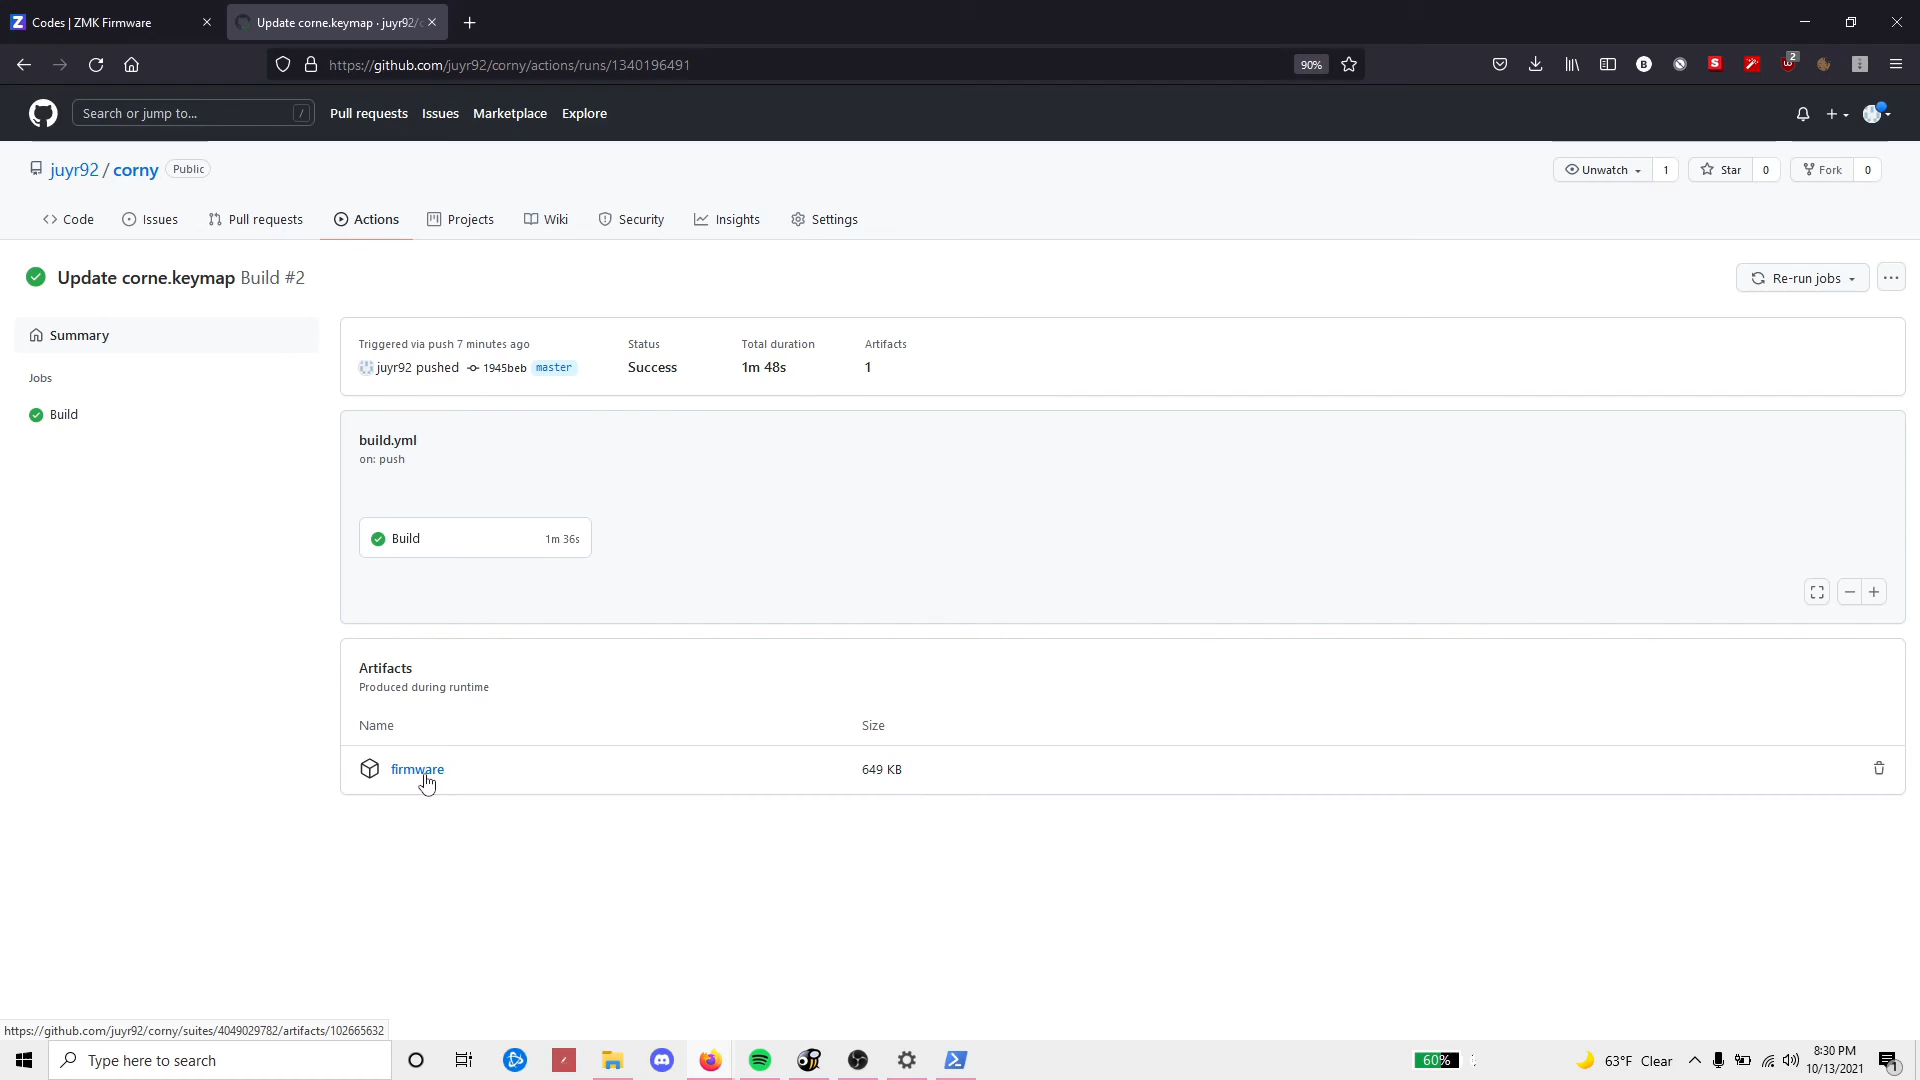 Codes | ZMK Firmware
Update corne.keymap · juyr92/
https://github.com/juyr92/corny/actions/runs/1340196491
90%
B
S
2
Search or jump to...
/
Pull requests
Issues
Marketplace
Explore
juyr92 / corny
Public
Unwatch
1
Star
0
Fork
0
Code
Issues
Pull requests
Actions
Projects
Wiki
Security
Insights
Settings
Update corne.keymap Build #2
Re-run jobs
Summary
Jobs
Build
Triggered via push 7 minutes ago
juyr92 pushed
1945beb
master
Status
Success
Total duration
1m 48s
Artifacts
1
build.yml
on: push
Build
1m 36s
Artifacts
Produced during runtime
Name
Size
firmware
649 KB
https://github.com/juyr92/corny/suites/4049029782/artifacts/102665632
Type here to search
60%
63°F Clear
8:30 PM
10/13/2021
1